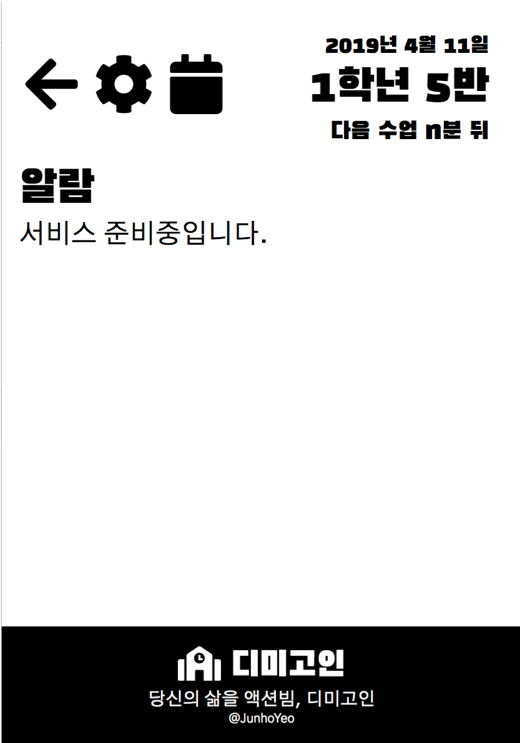 2019년 4월 11일
1학년 5반
다음 수업 n분 뒤
알람
서비스 준비중입니다.
디미고인
당신의 삶을 액션빔, 디미고인
@JunhoYeo